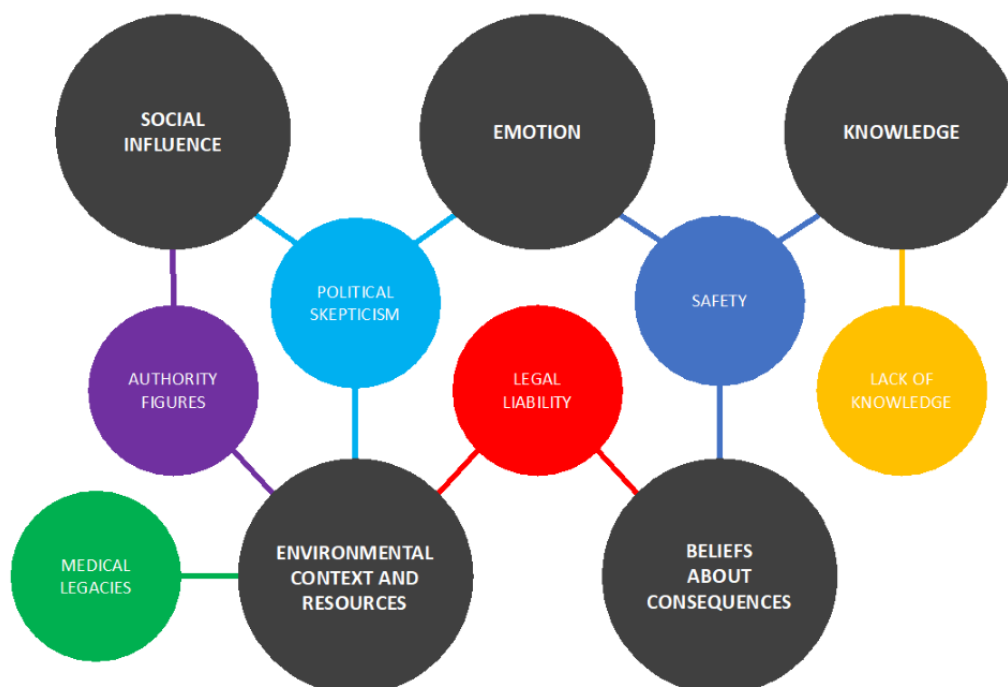 SOCIAL
INFLUENCE
EMOTION
KNOWLEDGE
POLITICAL
SKEPTICISM
SAFETY
AUTHORITY
FIGURES
LEGAL
LIABILITY
LACK OF
KNOWLEDGE
MEDICAL
LEGACIES
ENVIRONMENTAL
CONTEXT AND
RESOURCES
BELIEFS
ABOUT
CONSEQUENCES